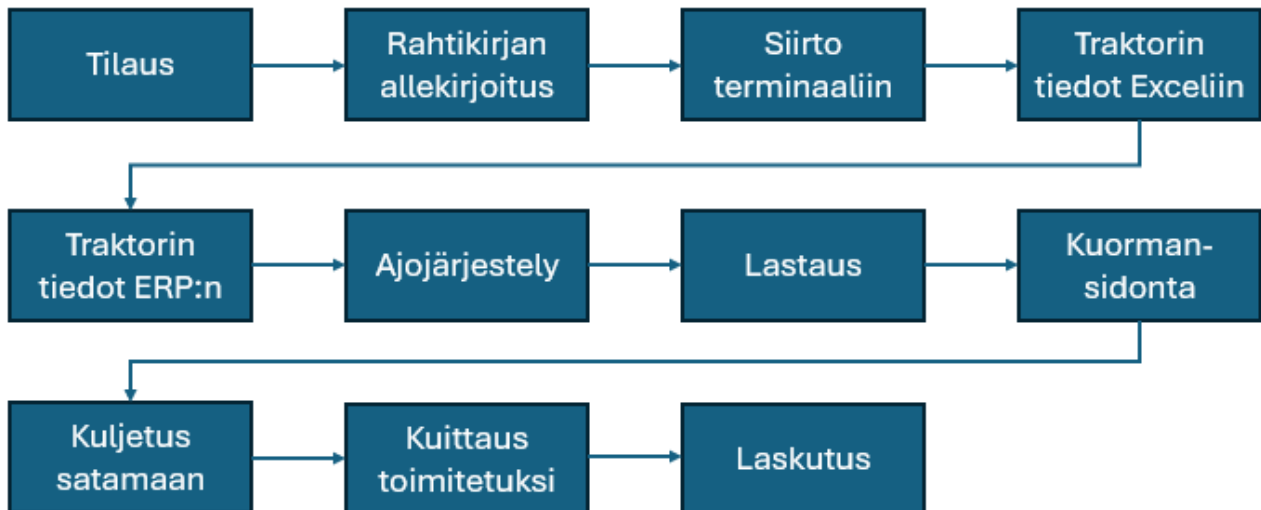 Tilaus
Rahtikirjan
allekirjoitus
Siirto
terminaaliin
Traktorin
tiedot Exceliin
Traktorin
tiedot ERP:n
Ajojärjestely
Lastaus
Kuorman-
sidonta
Kuljetus
satamaan
Kuittaus
toimitetuksi
Laskutus